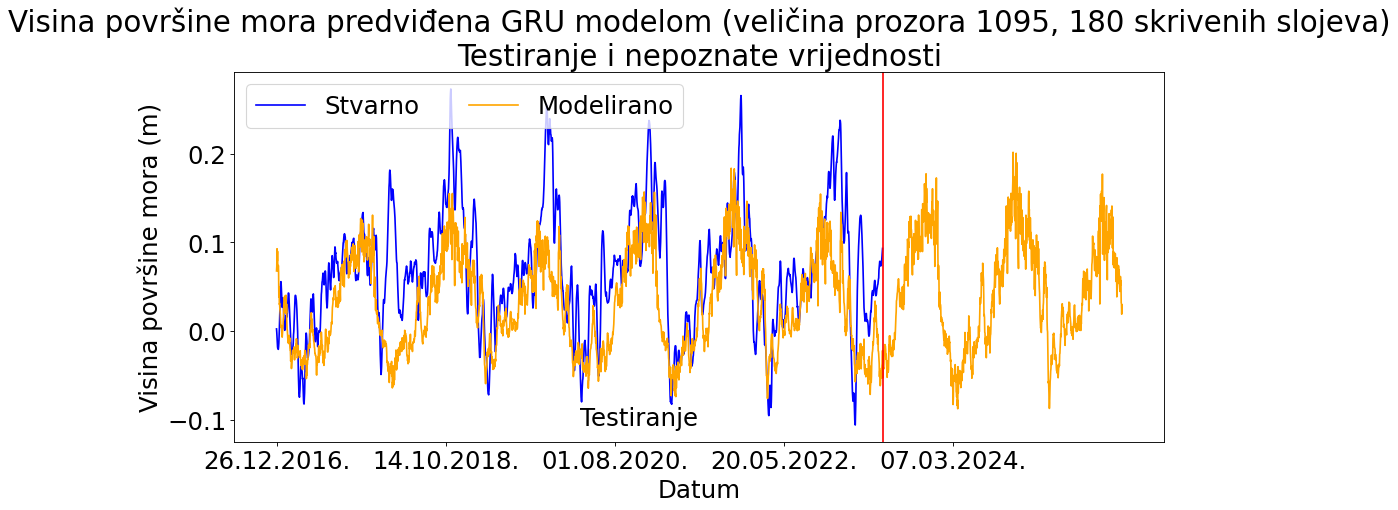 Visina površine mora predviđena GRU modelom (veličina prozora 1095, 180 skrivenih slojeva)
Testiranje i nepoznate vrijednosti
Stvarno
Modelirano
Visina površine mora (m)
0.2
0.1
0.0
−0.1
Testiranje
26.12.2016.
14.10.2018.
01.08.2020.
20.05.2022.
07.03.2024.
Datum